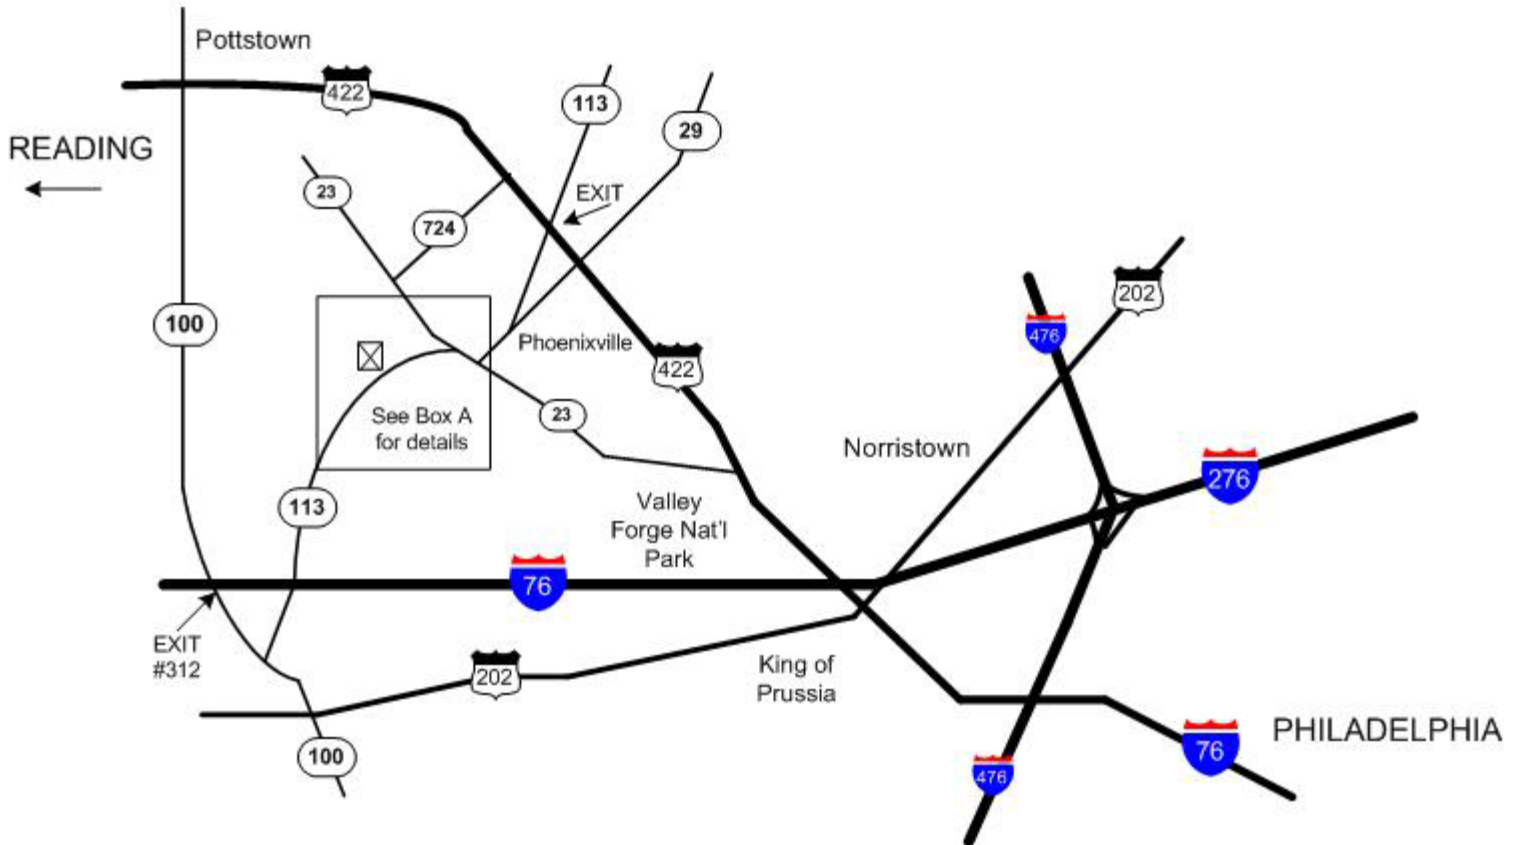 Pottstown
422
113
29
READING
23
724
EXIT
202
100
476
Phoenixville
422
See Box A
for details
23
Norristown
276
113
Valley
Forge Nat'l
Park
76
EXIT
#312
202
King of
Prussia
PHILADELPHIA
100
476
76